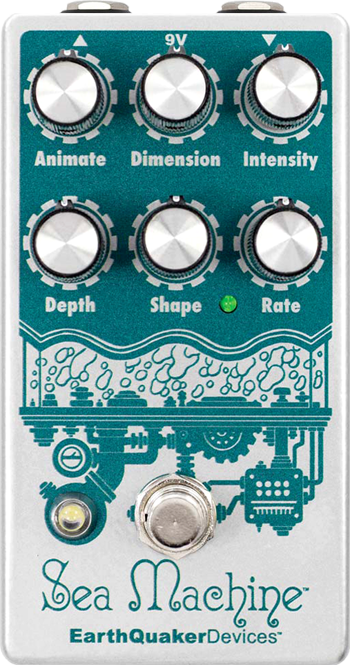 9V
Animate Dimension Intensity
Depth Shape Rate
Sea Machine™
EarthQuakerDevices™